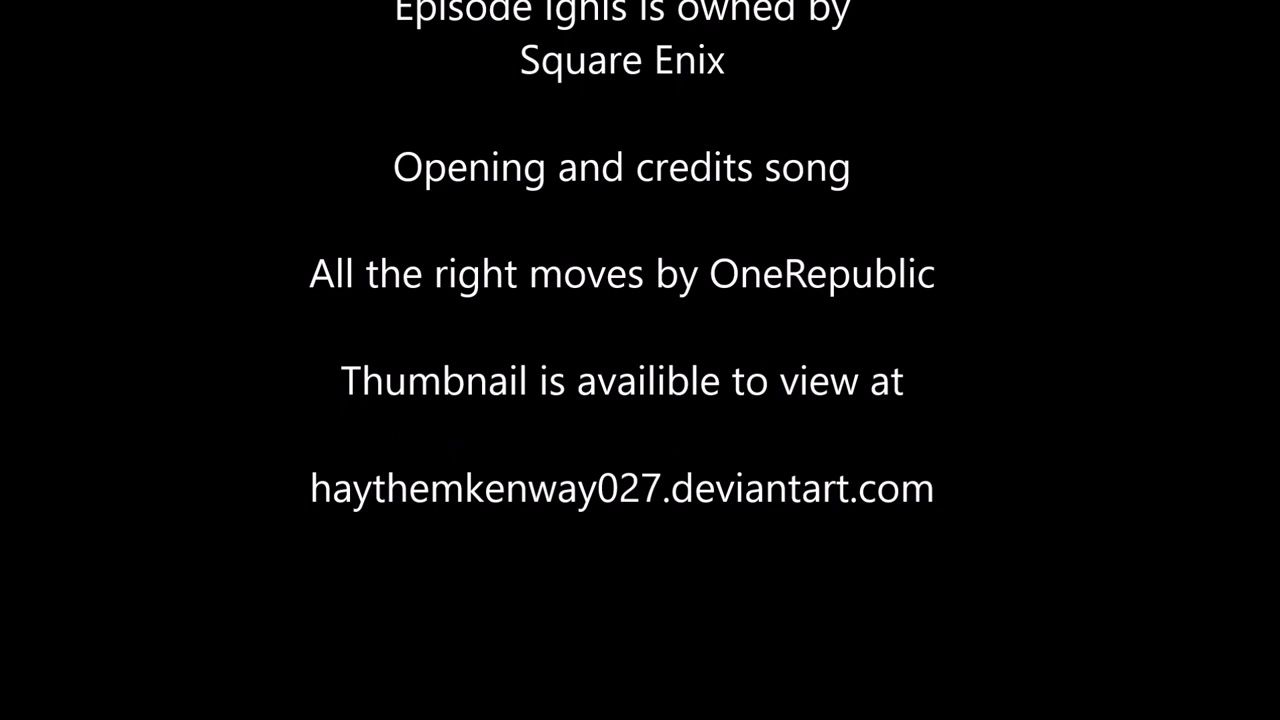 Episode Ignis is owned by
Square Enix
Opening and credits song
All the right moves by OneRepublic
Thumbnail is availible to view at
haythemkenway027.deviantart.com